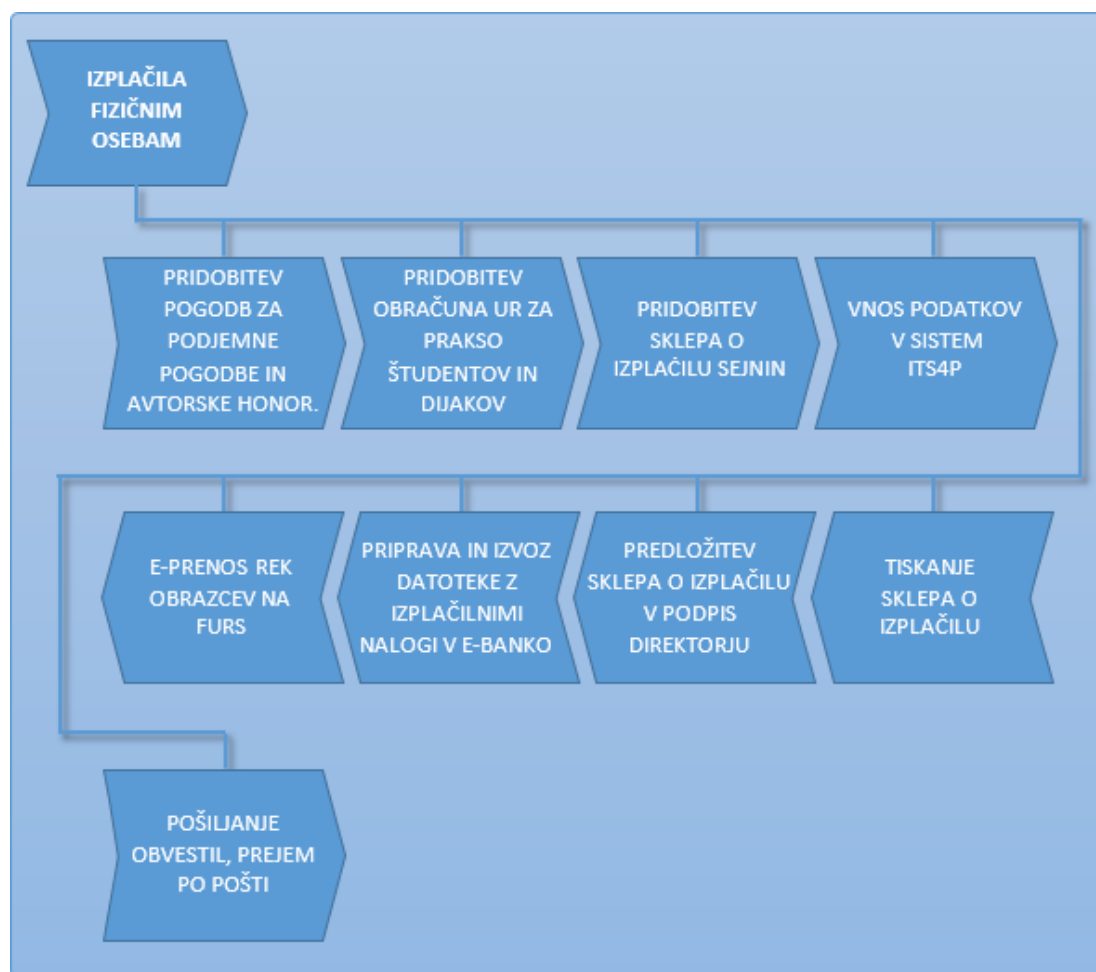 IZPLAČILA
FIZIČNIM
OSEBAM
PRIDOBITEV
POGODB ZA
PODJEMNE
POGODBE IN
AVTORSKE HONOR.
PRIDOBITEV
OBRAČUNA UR ZA
PRAKSO
ŠTUDENTOV IN
DIJAKOV
PRIDOBITEV
SKLEPA O
IZPLAČILU SEJNIN
VNOS PODATKOV
V SISTEM
ITS4P
E-PRENOS REK
OBRAZCEV NA
FURS
PRIPRAVA IN IZVOZ
DATOTEKE Z
IZPLAČILNIMI
NALOGI V E-BANKO
PREDLOŽITEV
SKLEPA O IZPLAČILU
V PODPIS
DIREKTORJU
TISKANJE
SKLEPA O
IZPLAČILU
POŠILJANJE
OBVESTIL, PREJEM
PO POŠTI